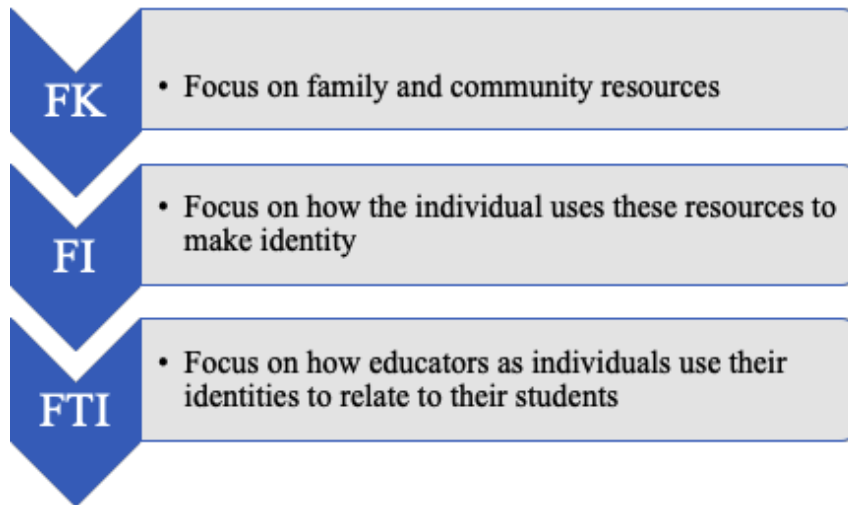 FK
• Focus on family and community resources
FI
• Focus on how the individual uses these resources to
make identity
FTI
• Focus on how educators as individuals use their
identities to relate to their students